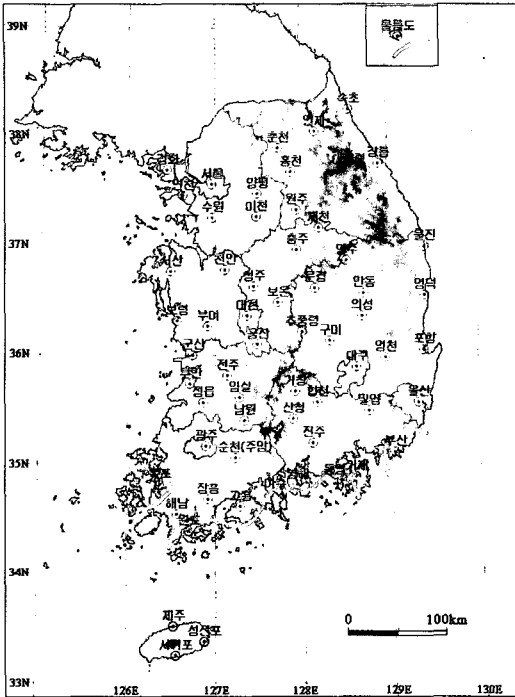 39N
울릉도
속초
인제
38N
춘천
강릉
홍천
강화
서울
인천
양평
원주
수원
이천
제천
충주
영주
울진
37N
서산
천안
청주
문경
안동
영덕
보은
대전
의성
보령
부여
추풍령
구미
금산
포항
36N
군산
영천
대구
전주
부안
거창
임실
합천
정읍
밀양
울산
산청
남원
광주
진주
부산
순천(주암)
35N
장흥
고흥
해남
34N
제주
성산포
서귀포
0 100km
33N
126E 127E 128E 129E 130E